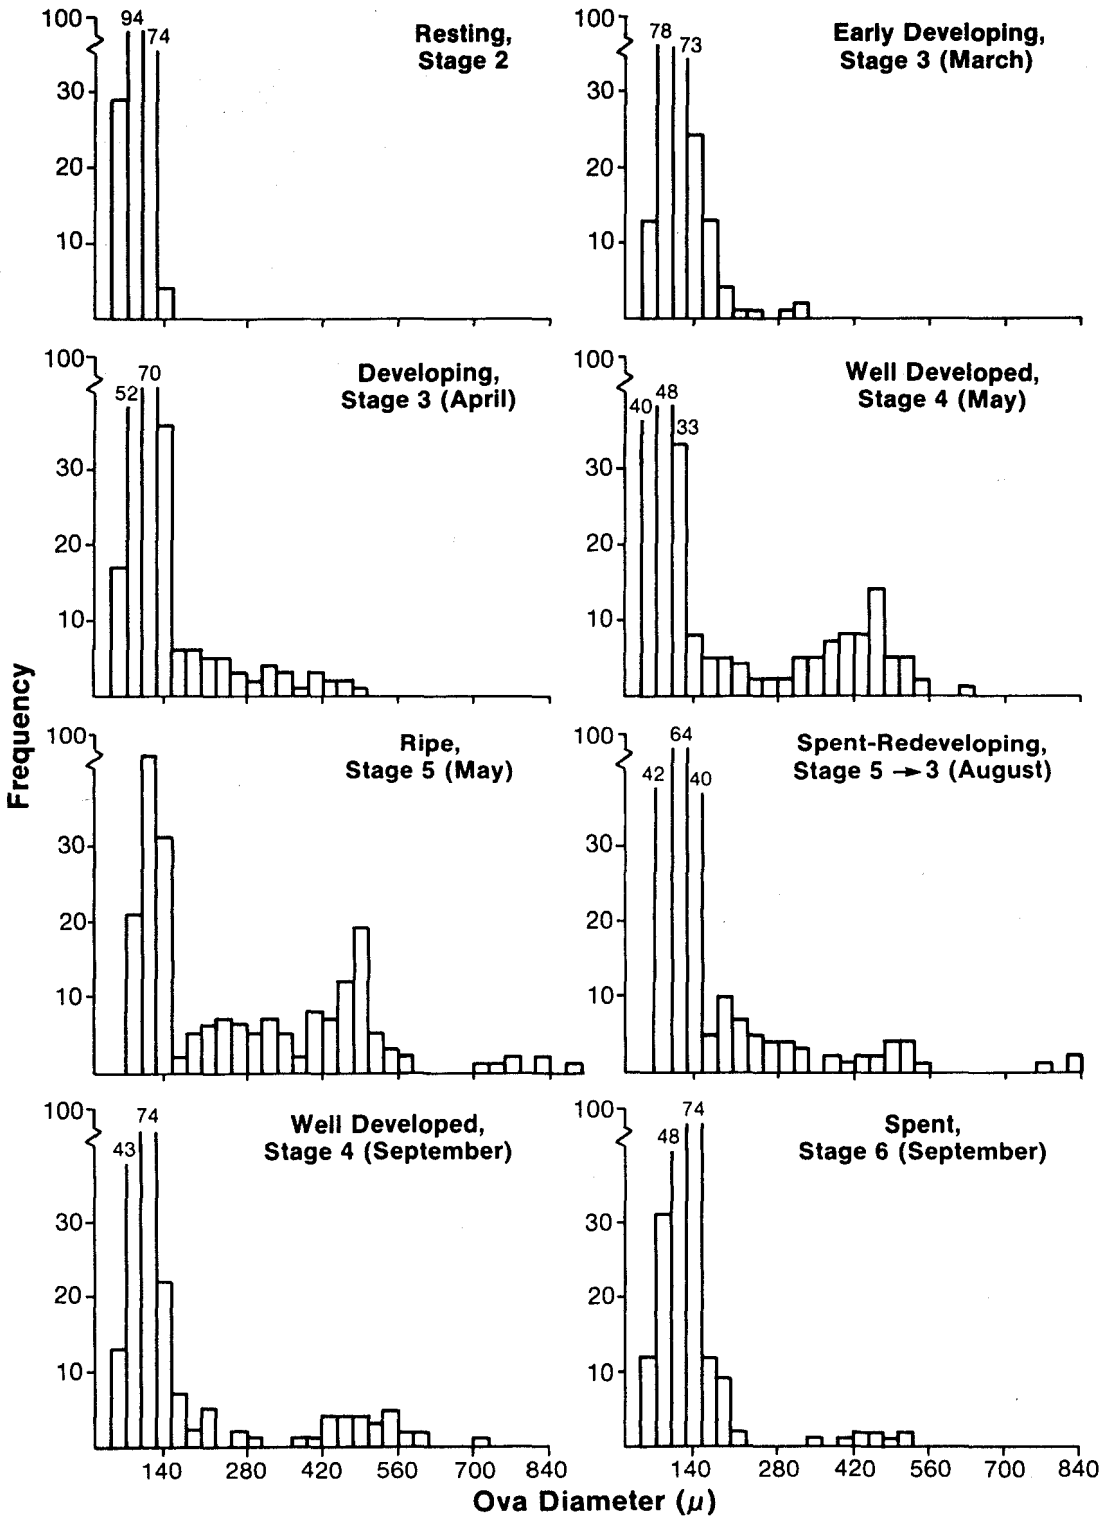 Frequency
100
94
74
30
20
10
Resting,
Stage 2
100
78
73
30
20
10
Early Developing,
Stage 3 (March)
100
52
70
30
20
10
Developing,
Stage 3 (April)
100
40
48
33
30
20
10
Well Developed,
Stage 4 (May)
100
30
20
10
Ripe,
Stage 5 (May)
100
42
64
40
30
20
10
Spent-Redeveloping,
Stage 5 → 3 (August)
100
43
74
30
20
10
Well Developed,
Stage 4 (September)
140 280 420 560 700 840
100
48
74
30
20
10
Spent,
Stage 6 (September)
140 280 420 560 700 840
Ova Diameter (μ)